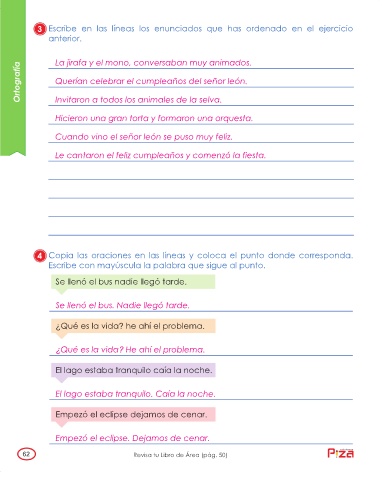 Ortografía
3 Escribe en las líneas los enunciados que has ordenado en el ejercicio
anterior.
La jirafa y el mono, conversaban muy animados.
Querían celebrar el cumpleaños del señor león.
Invitaron a todos los animales de la selva.
Hicieron una gran torta y formaron una orquesta.
Cuando vino el señor león se puso muy feliz.
Le cantaron el feliz cumpleaños y comenzó la fiesta.
4 Copia las oraciones en las líneas y coloca el punto donde corresponda.
Escribe con mayúscula la palabra que sigue al punto.
Se llenó el bus nadie llegó tarde.
Se llenó el bus. Nadie llegó tarde.
¿Qué es la vida? he ahí el problema.
¿Qué es la vida? He ahí el problema.
El lago estaba tranquilo caía la noche.
El lago estaba tranquilo. Caía la noche.
Empezó el eclipse dejamos de cenar.
Empezó el eclipse. Dejamos de cenar.
62
Revisa tu Libro de Área (pág. 50)
Piza